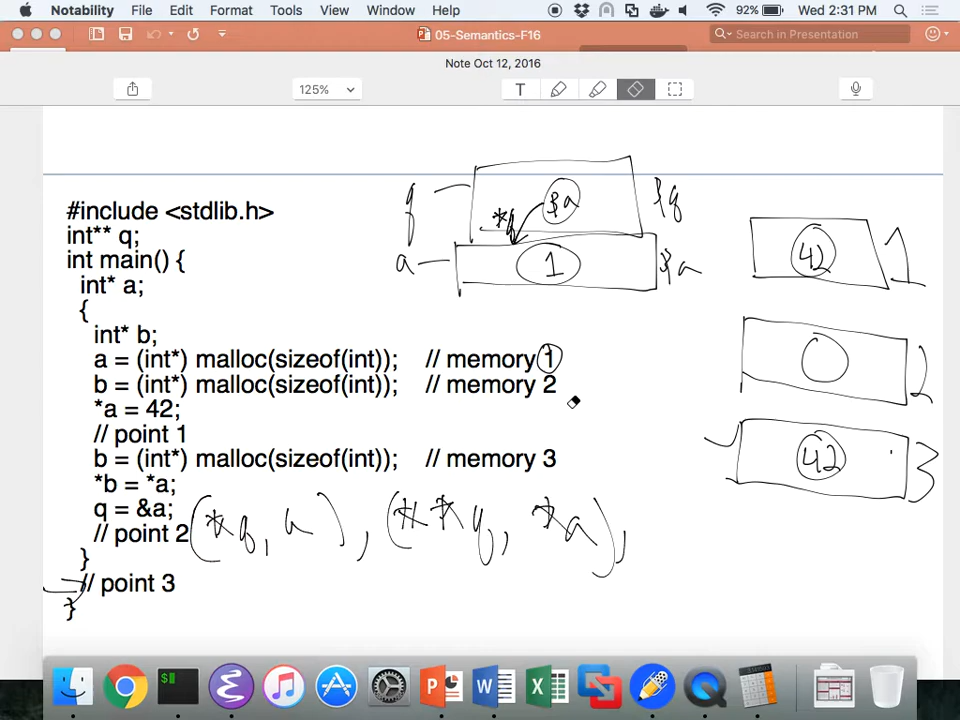 Notability File Edit Format Tools View Window Help 92% Wed 2:31 PM
05-Semantics-F16 Search in Presentation
Note Oct 12, 2016
125% T
#include <stdlib.h>
int** q;
int main() {
int* a;
{
int* b;
a = (int*) malloc(sizeof(int)); // memory 1
b = (int*) malloc(sizeof(int)); // memory 2
*a = 42;
// point 1
b = (int*) malloc(sizeof(int)); // memory 3
*b = *a;
q = &a;
// point 2 (*q, a), (**q, *a),
}
// point 3
}
q &a &q
*q
a 1 &a
42 1
2
42 3
$
P W X